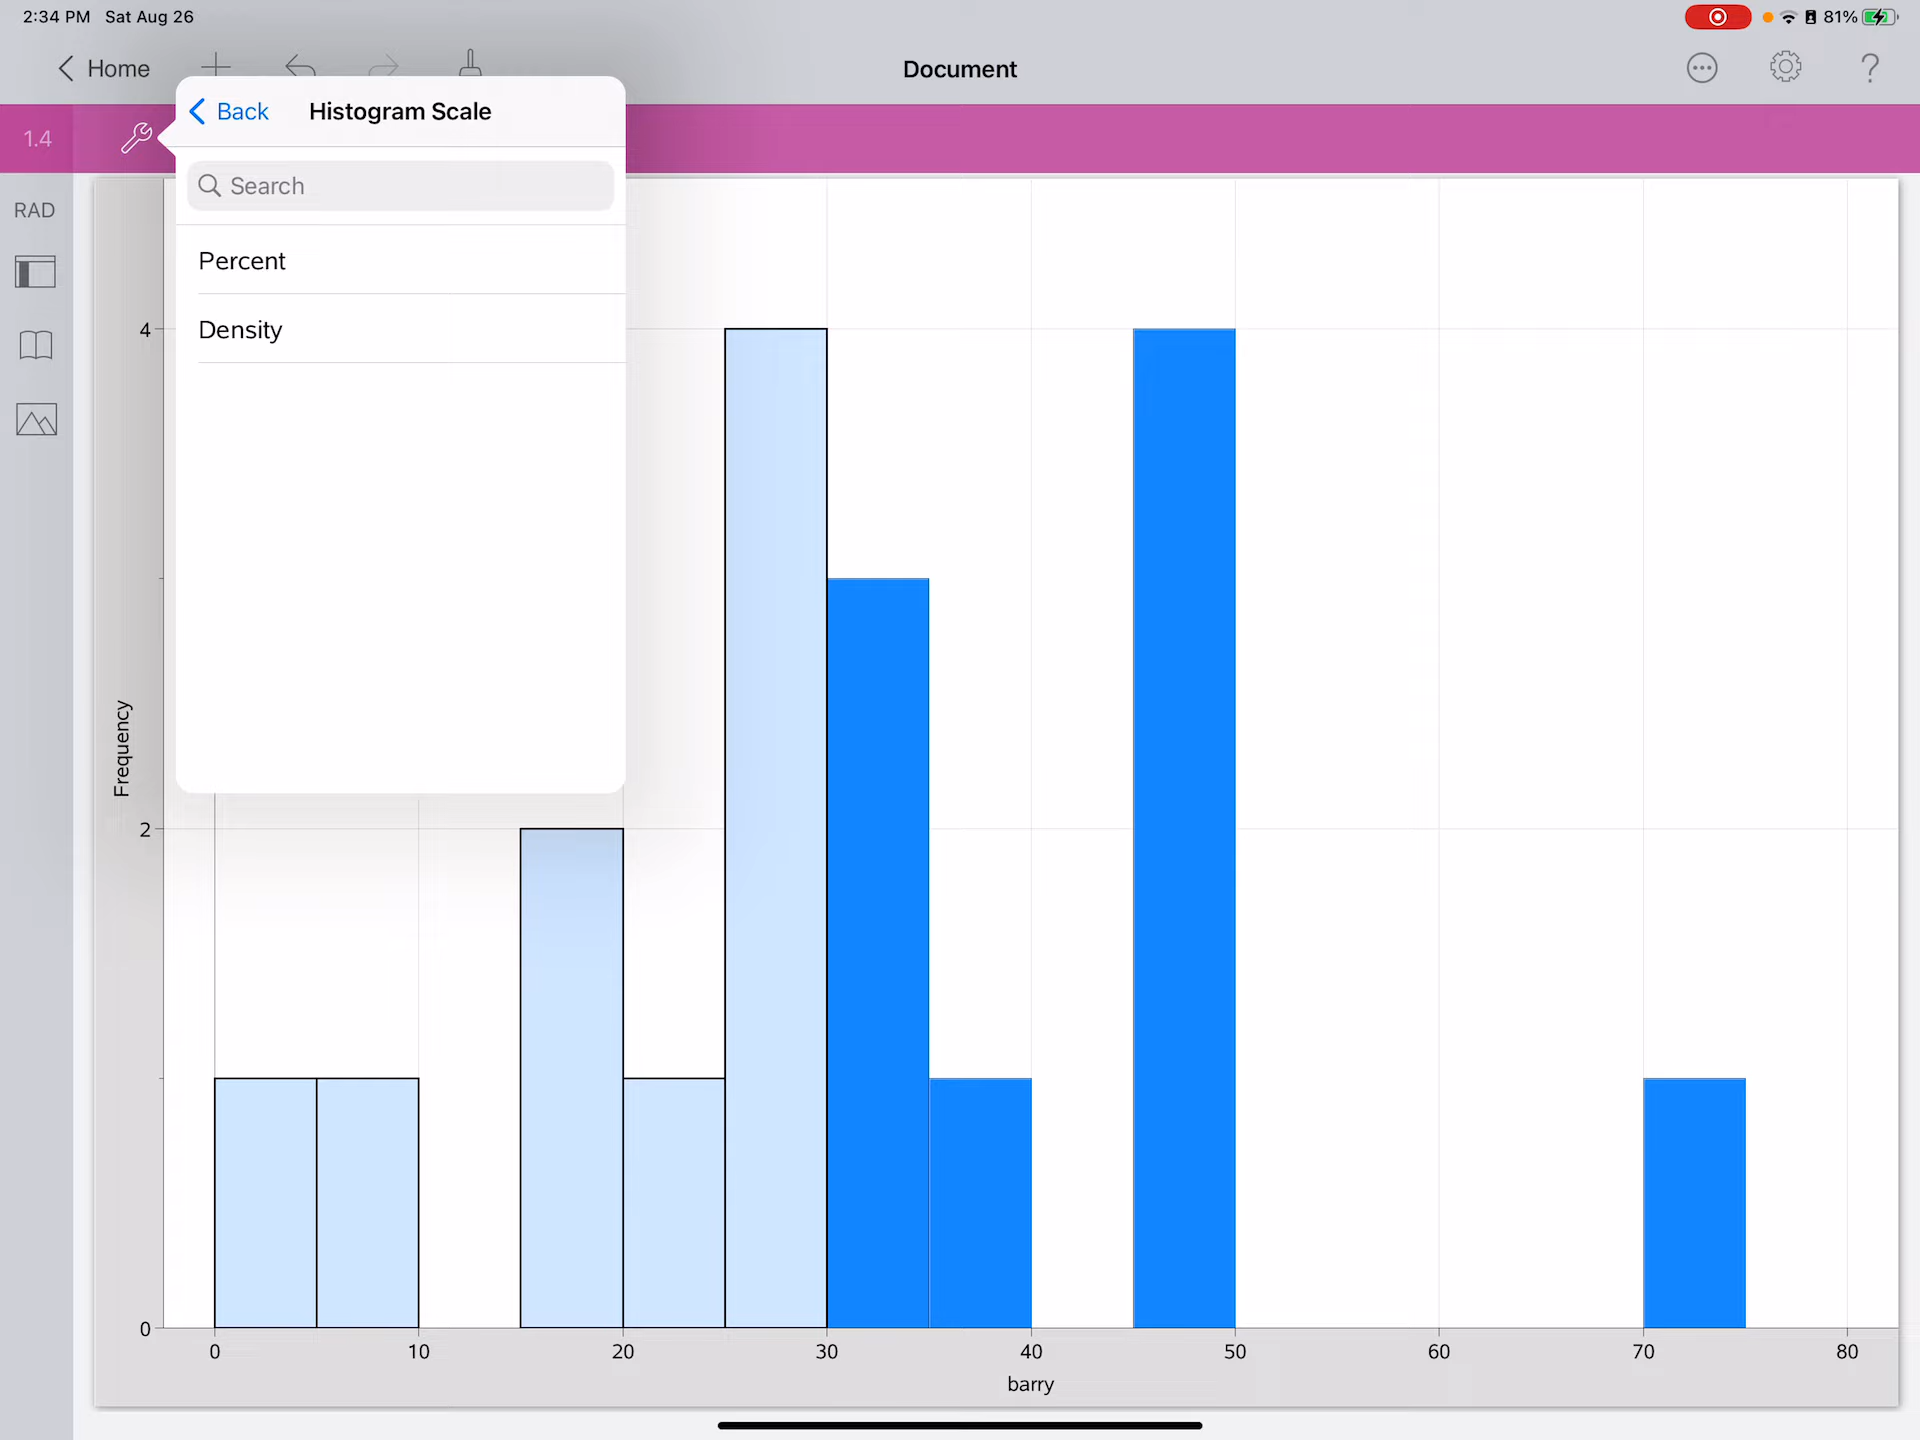 2:34 PM Sat Aug 26
81%
Home
Document
?
1.4
Back
Histogram Scale
Search
RAD
Percent
Density
4
Frequency
2
0
0 10 20 30 40 50 60 70 80
barry